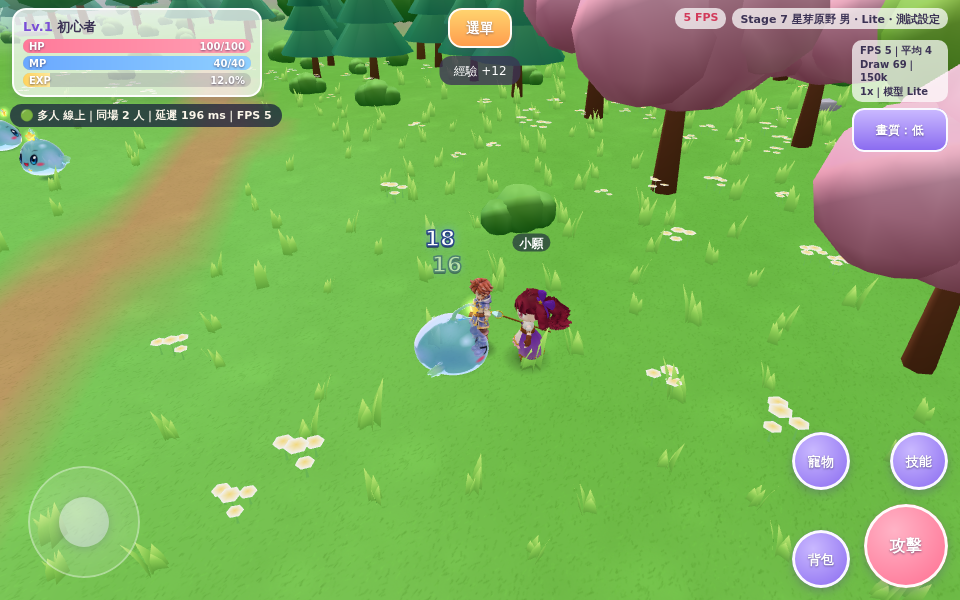 Lv.1 初心者
HP 100/100
MP 40/40
EXP 12.0%
多人 線上 | 同場 2 人 | 延遲 196 ms | FPS 5
選單
經驗 +12
5 FPS
Stage 7 星芽原野 男・Lite・測試設定
FPS 5 | 平均 4
Draw 69 |
150k
1x | 模型 Lite
畫質：低
18
16
小願
寵物
技能
背包
攻擊